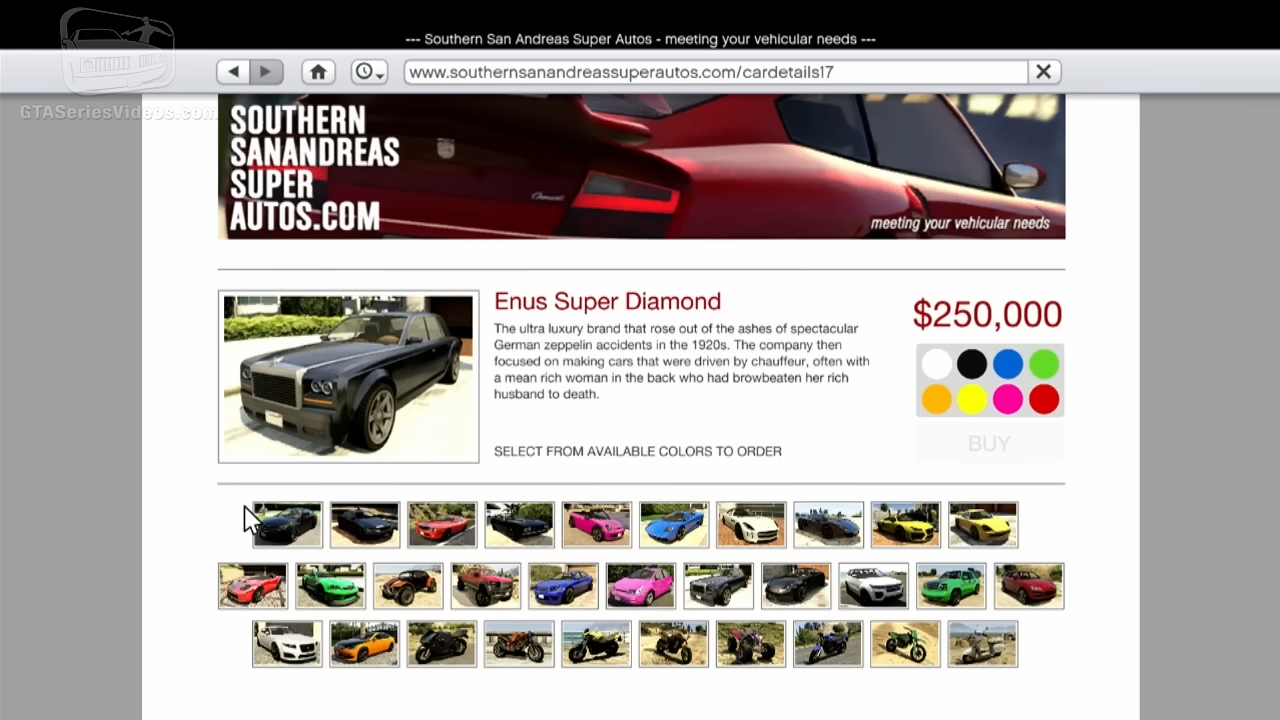 --- Southern San Andreas Super Autos - meeting your vehicular needs ---
www.southernsanandreassuperautos.com/cardetails17
GTASeriesVideos.com
SOUTHERN
SANANDREAS
SUPER
AUTOS.COM
meeting your vehicular needs
Enus Super Diamond
$250,000
The ultra luxury brand that rose out of the ashes of spectacular
German zeppelin accidents in the 1920s. The company then
focused on making cars that were driven by chauffeur, often with
a mean rich woman in the back who had browbeaten her rich
husband to death.
SELECT FROM AVAILABLE COLORS TO ORDER
BUY